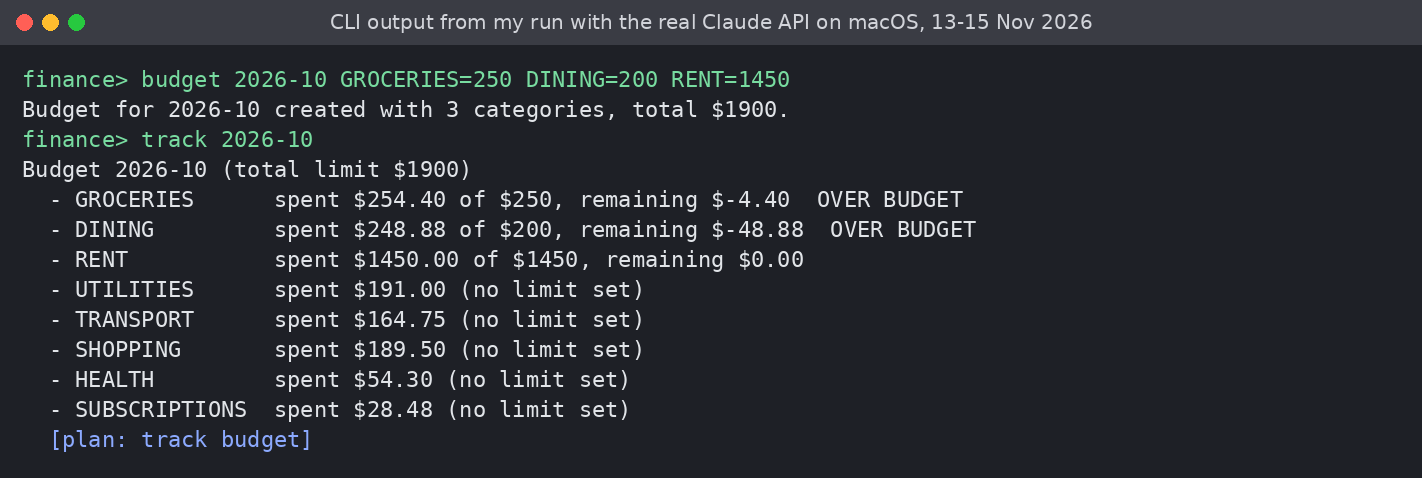 CLI output from my run with the real Claude API on macOS, 13-15 Nov 2026
finance> budget 2026-10 GROCERIES=250 DINING=200 RENT=1450
Budget for 2026-10 created with 3 categories, total $1900.
finance> track 2026-10
Budget 2026-10 (total limit $1900)
  - GROCERIES      spent $254.40 of $250, remaining $-4.40  OVER BUDGET
  - DINING         spent $248.88 of $200, remaining $-48.88  OVER BUDGET
  - RENT           spent $1450.00 of $1450, remaining $0.00
  - UTILITIES      spent $191.00 (no limit set)
  - TRANSPORT      spent $164.75 (no limit set)
  - SHOPPING       spent $189.50 (no limit set)
  - HEALTH         spent $54.30 (no limit set)
  - SUBSCRIPTIONS  spent $28.48 (no limit set)
  [plan: track budget]